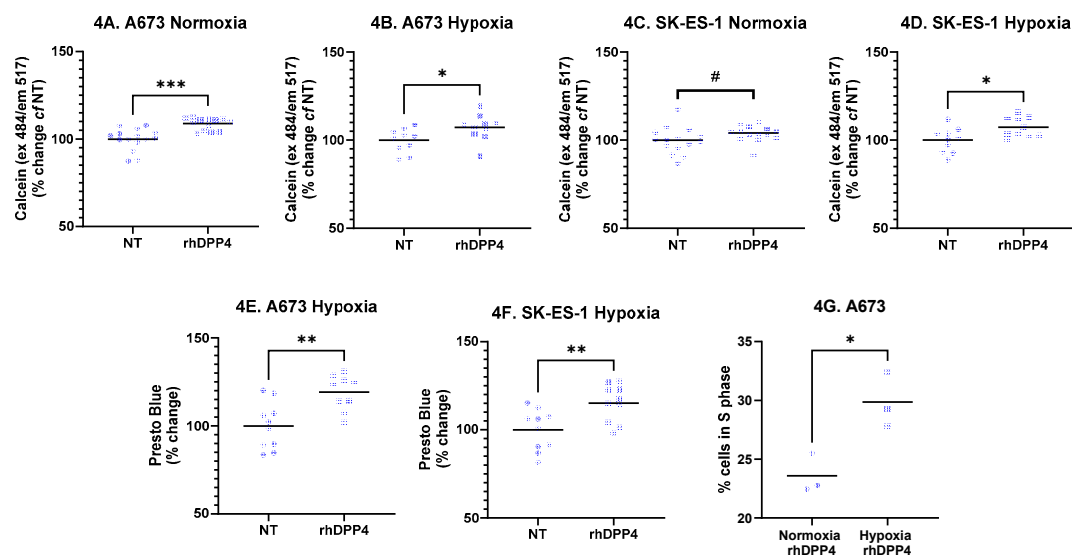 4A. A673 Normoxia
Calcein (ex 484/em 517)
(% change cf NT)
150
100
50
***
NT
rhDPP4
4B. A673 Hypoxia
Calcein (ex 484/em 517)
(% change cf NT)
150
100
50
*
NT
rhDPP4
4C. SK-ES-1 Normoxia
Calcein (ex 484/em 517)
(% change cf NT)
150
100
50
#
NT
rhDPP4
4D. SK-ES-1 Hypoxia
Calcein (ex 484/em 517)
(% change cf NT)
150
100
50
*
NT
rhDPP4
4E. A673 Hypoxia
Presto Blue
(% change)
150
100
50
**
NT
rhDPP4
4F. SK-ES-1 Hypoxia
Presto Blue
(% change)
150
100
50
**
NT
rhDPP4
4G. A673
% cells in S phase
35
30
25
20
*
Normoxia
rhDPP4
Hypoxia
rhDPP4